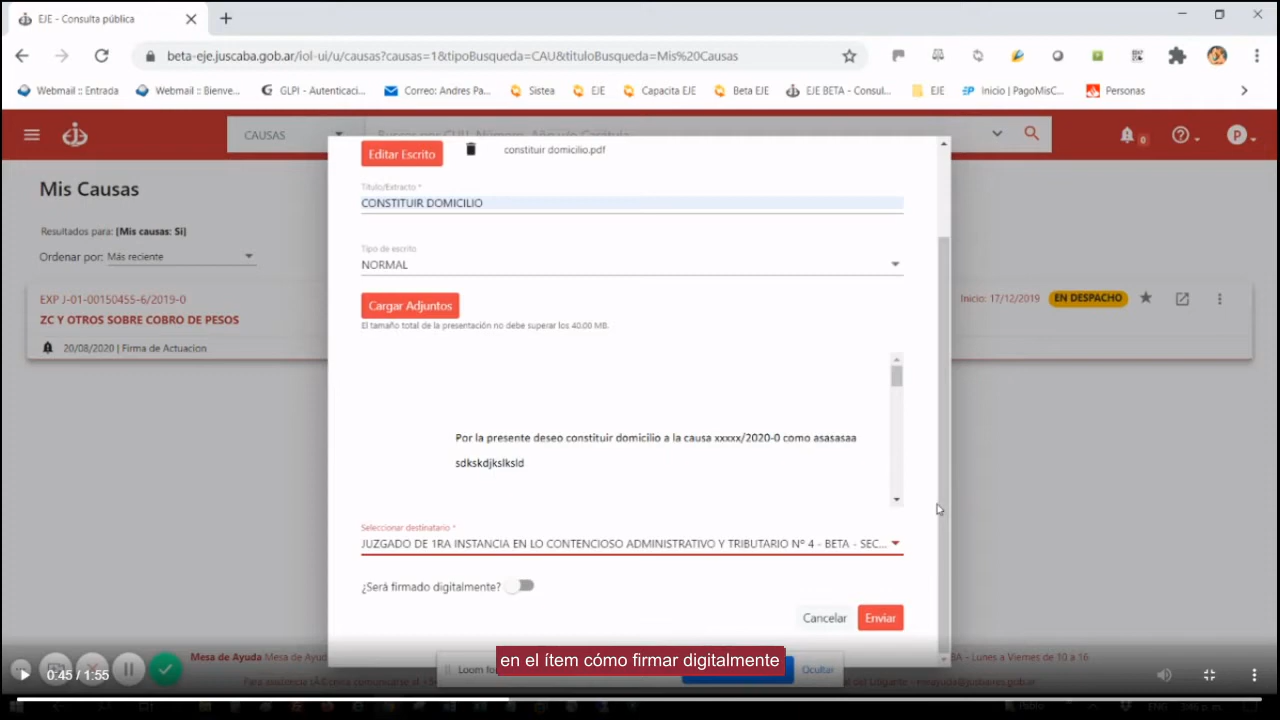 EJE - Consulta pública
beta-eje.juscaba.gob.ar/iol-ui/u/causas?causas=1&tipoBusqueda=CAU&tituloBusqueda=Mis%20Causas
Webmail :: Entrada
Webmail :: Bienve...
GLPI - Autenticaci...
Correo: Andres Pa...
Sistea
EJE
Capacita EJE
Beta EJE
EJE BETA - Consul...
EJE
Inicio | PagoMisC...
Personas
CAUSAS
0
P
Editar Escrito
constituir domicilio.pdf
Mis Causas
Título/Extracto *
CONSTITUIR DOMICILIO
Resultados para: [Mis causas: Si]
Ordenar por: Más reciente
Tipo de escrito
NORMAL
EXP J-01-00150455-6/2019-0
Inicio: 17/12/2019
EN DESPACHO
Cargar Adjuntos
ZC Y OTROS SOBRE COBRO DE PESOS
El tamaño total de la presentación no debe superar los 40.00 MB.
20/08/2020 | Firma de Actuacion
Por la presente deseo constituir domicilio a la causa xxxxx/2020-0 como asasasaa
sdkskdjkslksld
Seleccionar destinatario *
JUZGADO DE 1RA INSTANCIA EN LO CONTENCIOSO ADMINISTRATIVO Y TRIBUTARIO Nº 4 - BETA - SEC...
¿Será firmado digitalmente?
Cancelar
Enviar
Mesa de Ayuda
- Lunes a Viernes de 10 a 16
en el ítem cómo firmar digitalmente
Loom
Ocultar
0:45 / 1:55